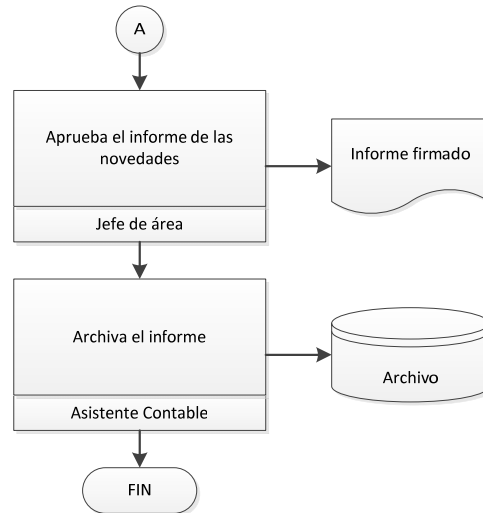 A
Aprueba el informe de las
novedades
Informe firmado
Jefe de área
Archiva el informe
Archivo
Asistente Contable
FIN